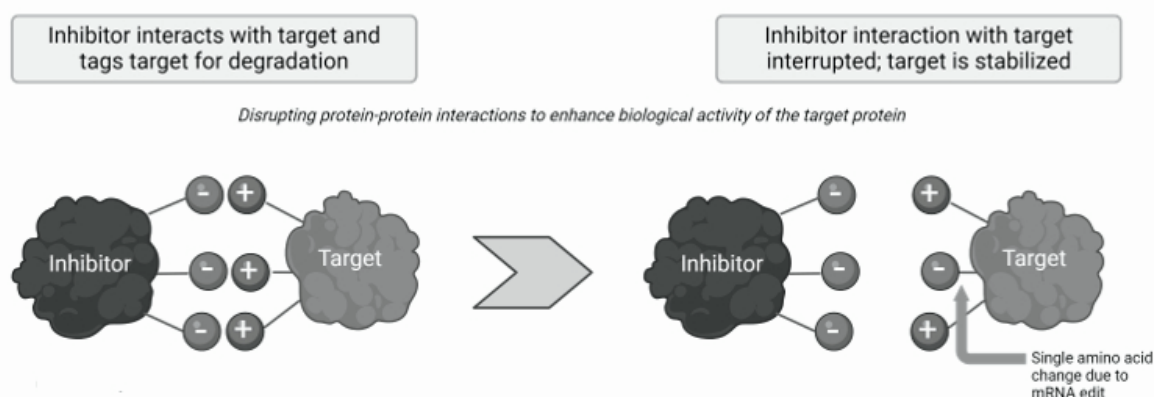 Inhibitor interacts with target and
tags target for degradation
Inhibitor interaction with target
interrupted; target is stabilized
Disrupting protein-protein interactions to enhance biological activity of the target protein
- + - +
Inhibitor - + Target Inhibitor - - Target
- + - +
Single amino acid
change due to
mRNA edit